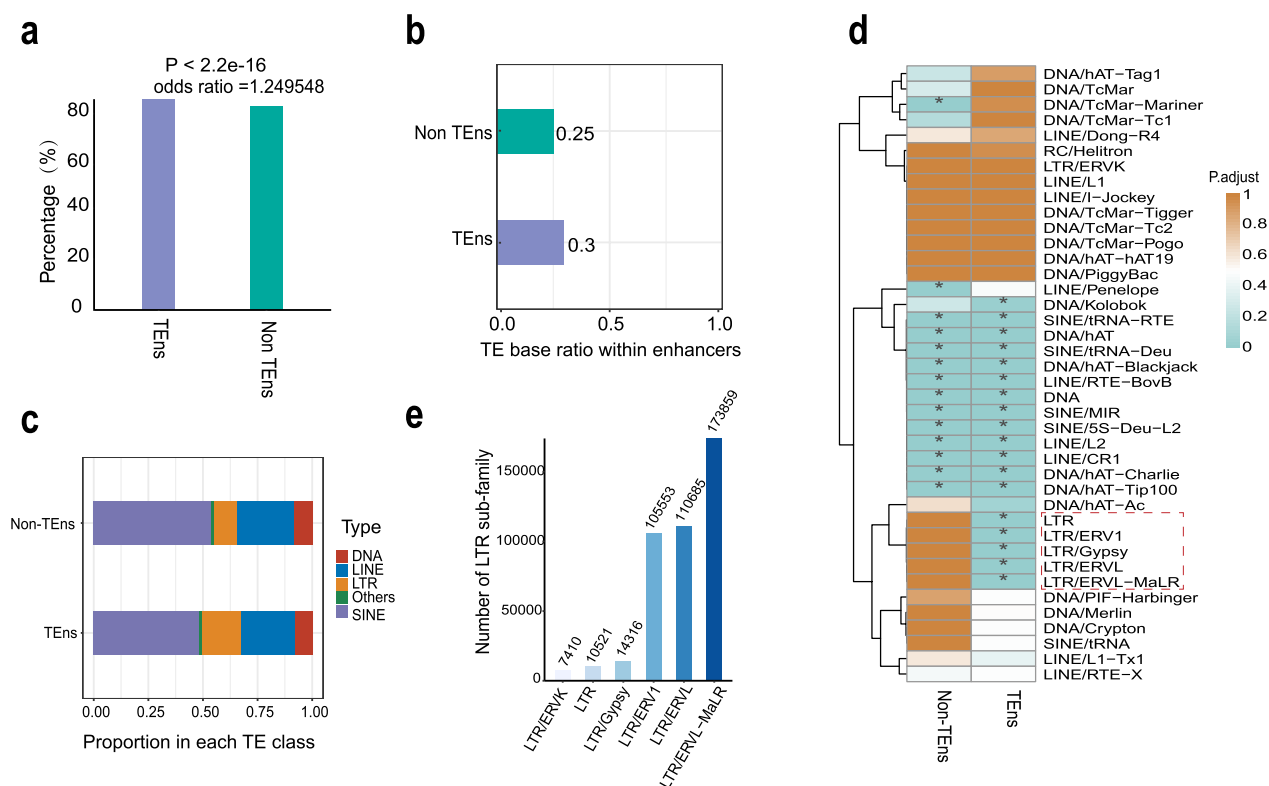 a
P < 2.2e-16
odds ratio =1.249548
Percentage (%)
80
60
40
20
0
TEns
Non TEns
b
Non TEns
0.25
TEns
0.3
0.0
0.5
1.0
TE base ratio within enhancers
c
Non-TEns
TEns
0.00
0.25
0.50
0.75
1.00
Proportion in each TE class
Type
DNA
LINE
LTR
Others
SINE
e
Number of LTR sub-family
150000
100000
50000
0
7410
10521
14316
105553
110685
173859
LTR/ERVK
LTR
LTR/Gypsy
LTR/ERV1
LTR/ERVL
LTR/ERVL−MaLR
d
DNA/hAT−Tag1
DNA/TcMar
* DNA/TcMar−Mariner
DNA/TcMar−Tc1
LINE/Dong−R4
RC/Helitron
LTR/ERVK
LINE/L1
LINE/I−Jockey
DNA/TcMar−Tigger
DNA/TcMar−Tc2
DNA/TcMar−Pogo
DNA/hAT−hAT19
DNA/PiggyBac
* LINE/Penelope
* DNA/Kolobok
* * SINE/tRNA−RTE
* * DNA/hAT
* * SINE/tRNA−Deu
* * DNA/hAT−Blackjack
* * LINE/RTE−BovB
* * DNA
* * SINE/MIR
* * SINE/5S−Deu−L2
* * LINE/L2
* * LINE/CR1
* * DNA/hAT−Charlie
* * DNA/hAT−Tip100
DNA/hAT−Ac
* LTR
* LTR/ERV1
* LTR/Gypsy
* LTR/ERVL
* LTR/ERVL−MaLR
DNA/PIF−Harbinger
DNA/Merlin
DNA/Crypton
SINE/tRNA
LINE/L1−Tx1
LINE/RTE−X
Non-TEns
TEns
P.adjust
1
0.8
0.6
0.4
0.2
0